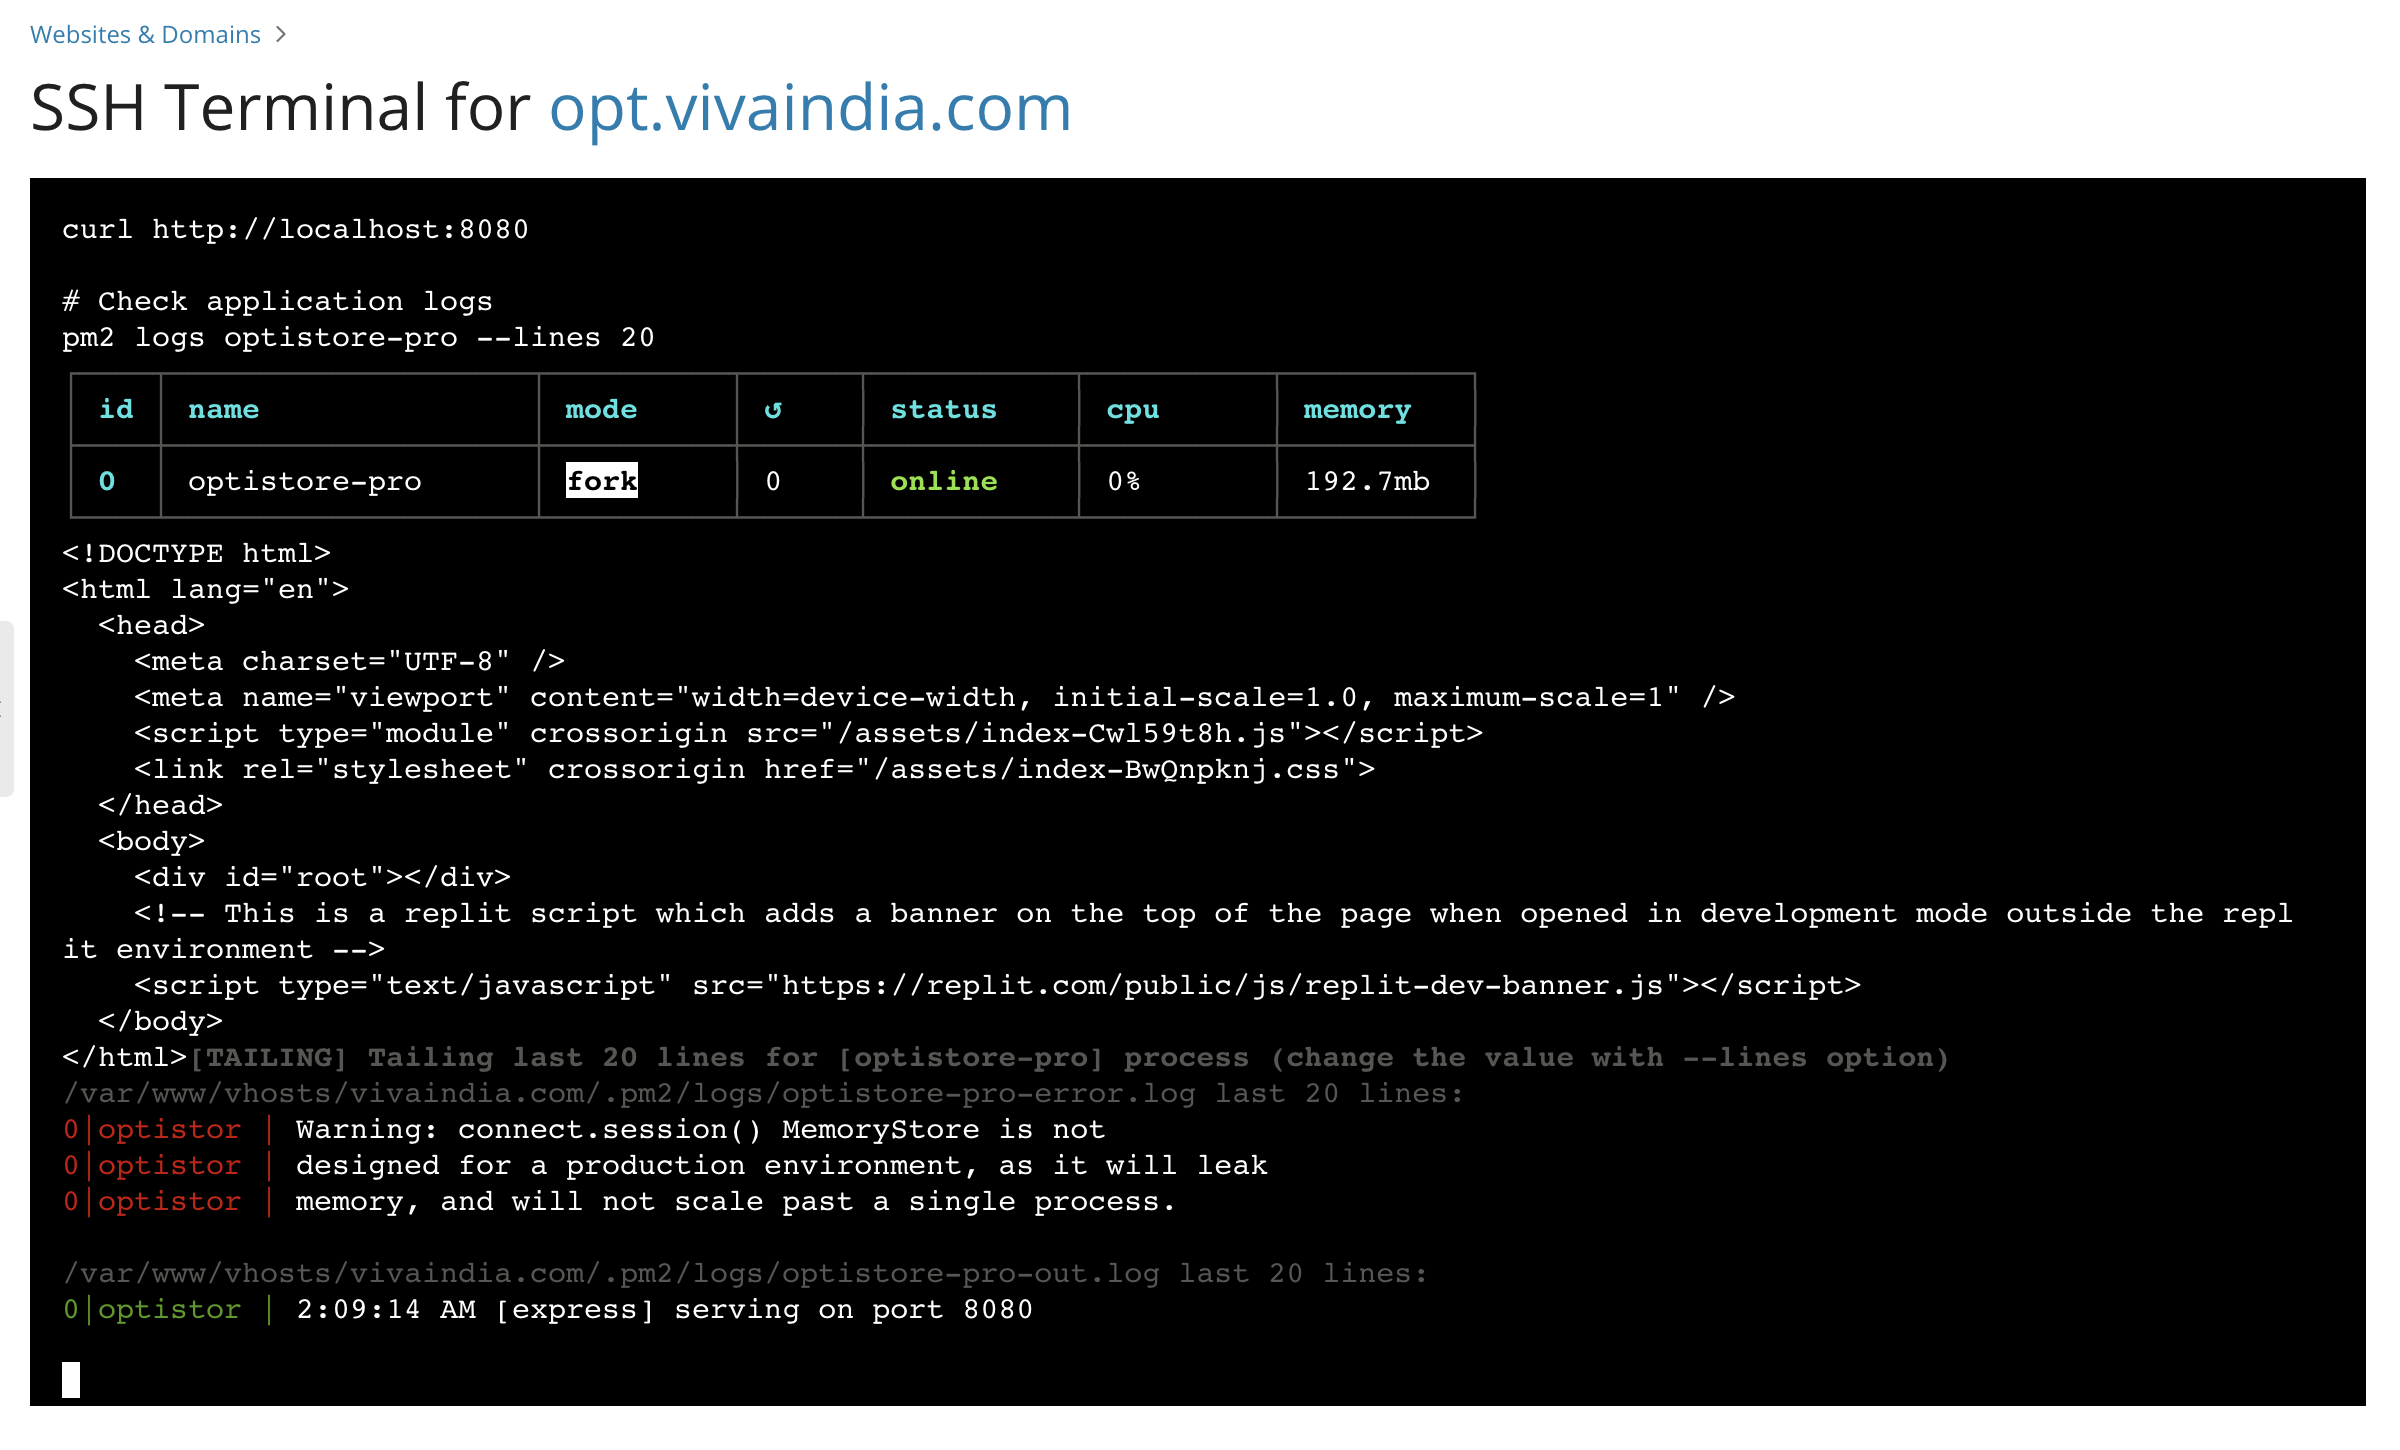 Websites & Domains >
SSH Terminal for opt.vivaindia.com
curl http://localhost:8080
# Check application logs
pm2 logs optistore-pro --lines 20
id name mode ↺ status cpu memory
0 optistore-pro fork 0 online 0% 192.7mb
<!DOCTYPE html>
<html lang="en">
  <head>
    <meta charset="UTF-8" />
    <meta name="viewport" content="width=device-width, initial-scale=1.0, maximum-scale=1" />
    <script type="module" crossorigin src="/assets/index-Cwl59t8h.js"></script>
    <link rel="stylesheet" crossorigin href="/assets/index-BwQnpknj.css">
  </head>
  <body>
    <div id="root"></div>
    <!-- This is a replit script which adds a banner on the top of the page when opened in development mode outside the repl
it environment -->
    <script type="text/javascript" src="https://replit.com/public/js/replit-dev-banner.js"></script>
  </body>
</html>[TAILING] Tailing last 20 lines for [optistore-pro] process (change the value with --lines option)
/var/www/vhosts/vivaindia.com/.pm2/logs/optistore-pro-error.log last 20 lines:
0|optistor | Warning: connect.session() MemoryStore is not
0|optistor | designed for a production environment, as it will leak
0|optistor | memory, and will not scale past a single process.
/var/www/vhosts/vivaindia.com/.pm2/logs/optistore-pro-out.log last 20 lines:
0|optistor | 2:09:14 AM [express] serving on port 8080